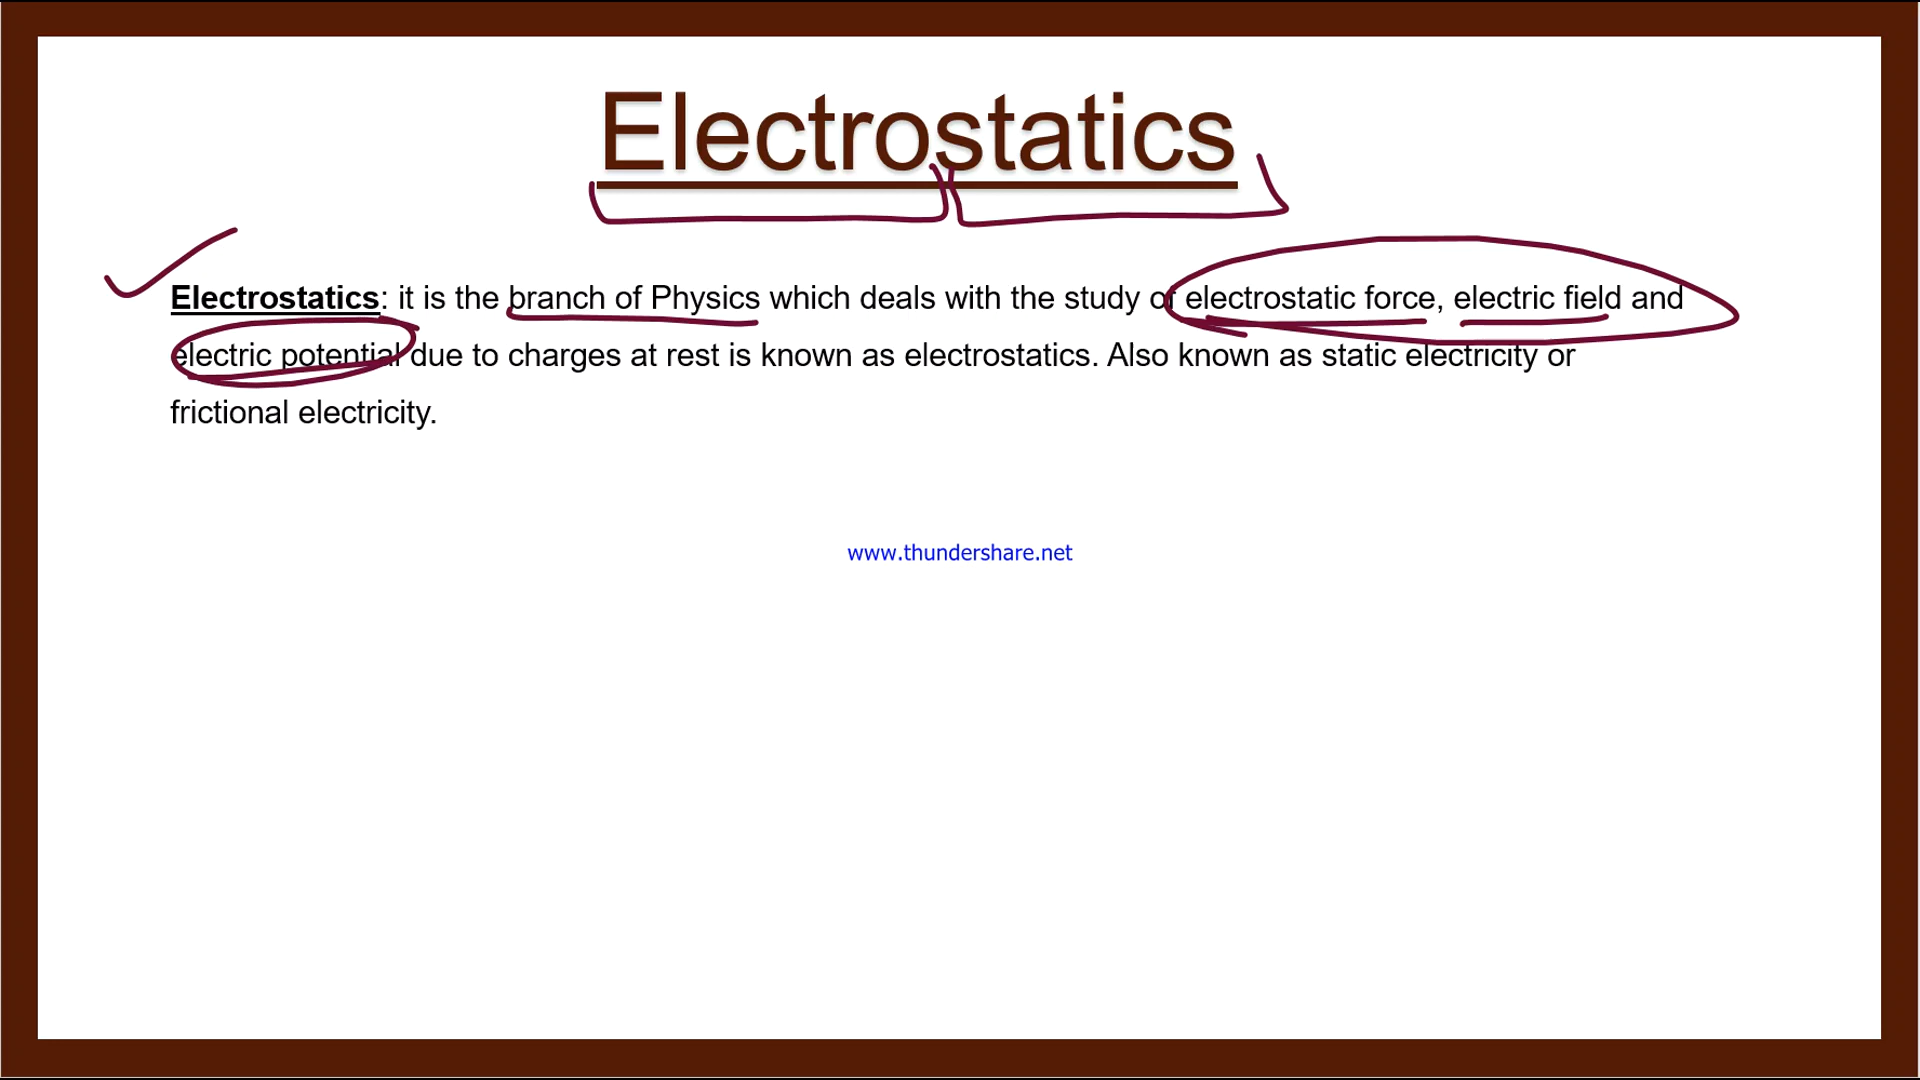 Electrostatics
Electrostatics: it is the branch of Physics which deals with the study of electrostatic force, electric field and
electric potential due to charges at rest is known as electrostatics. Also known as static electricity or
frictional electricity.
www.thundershare.net